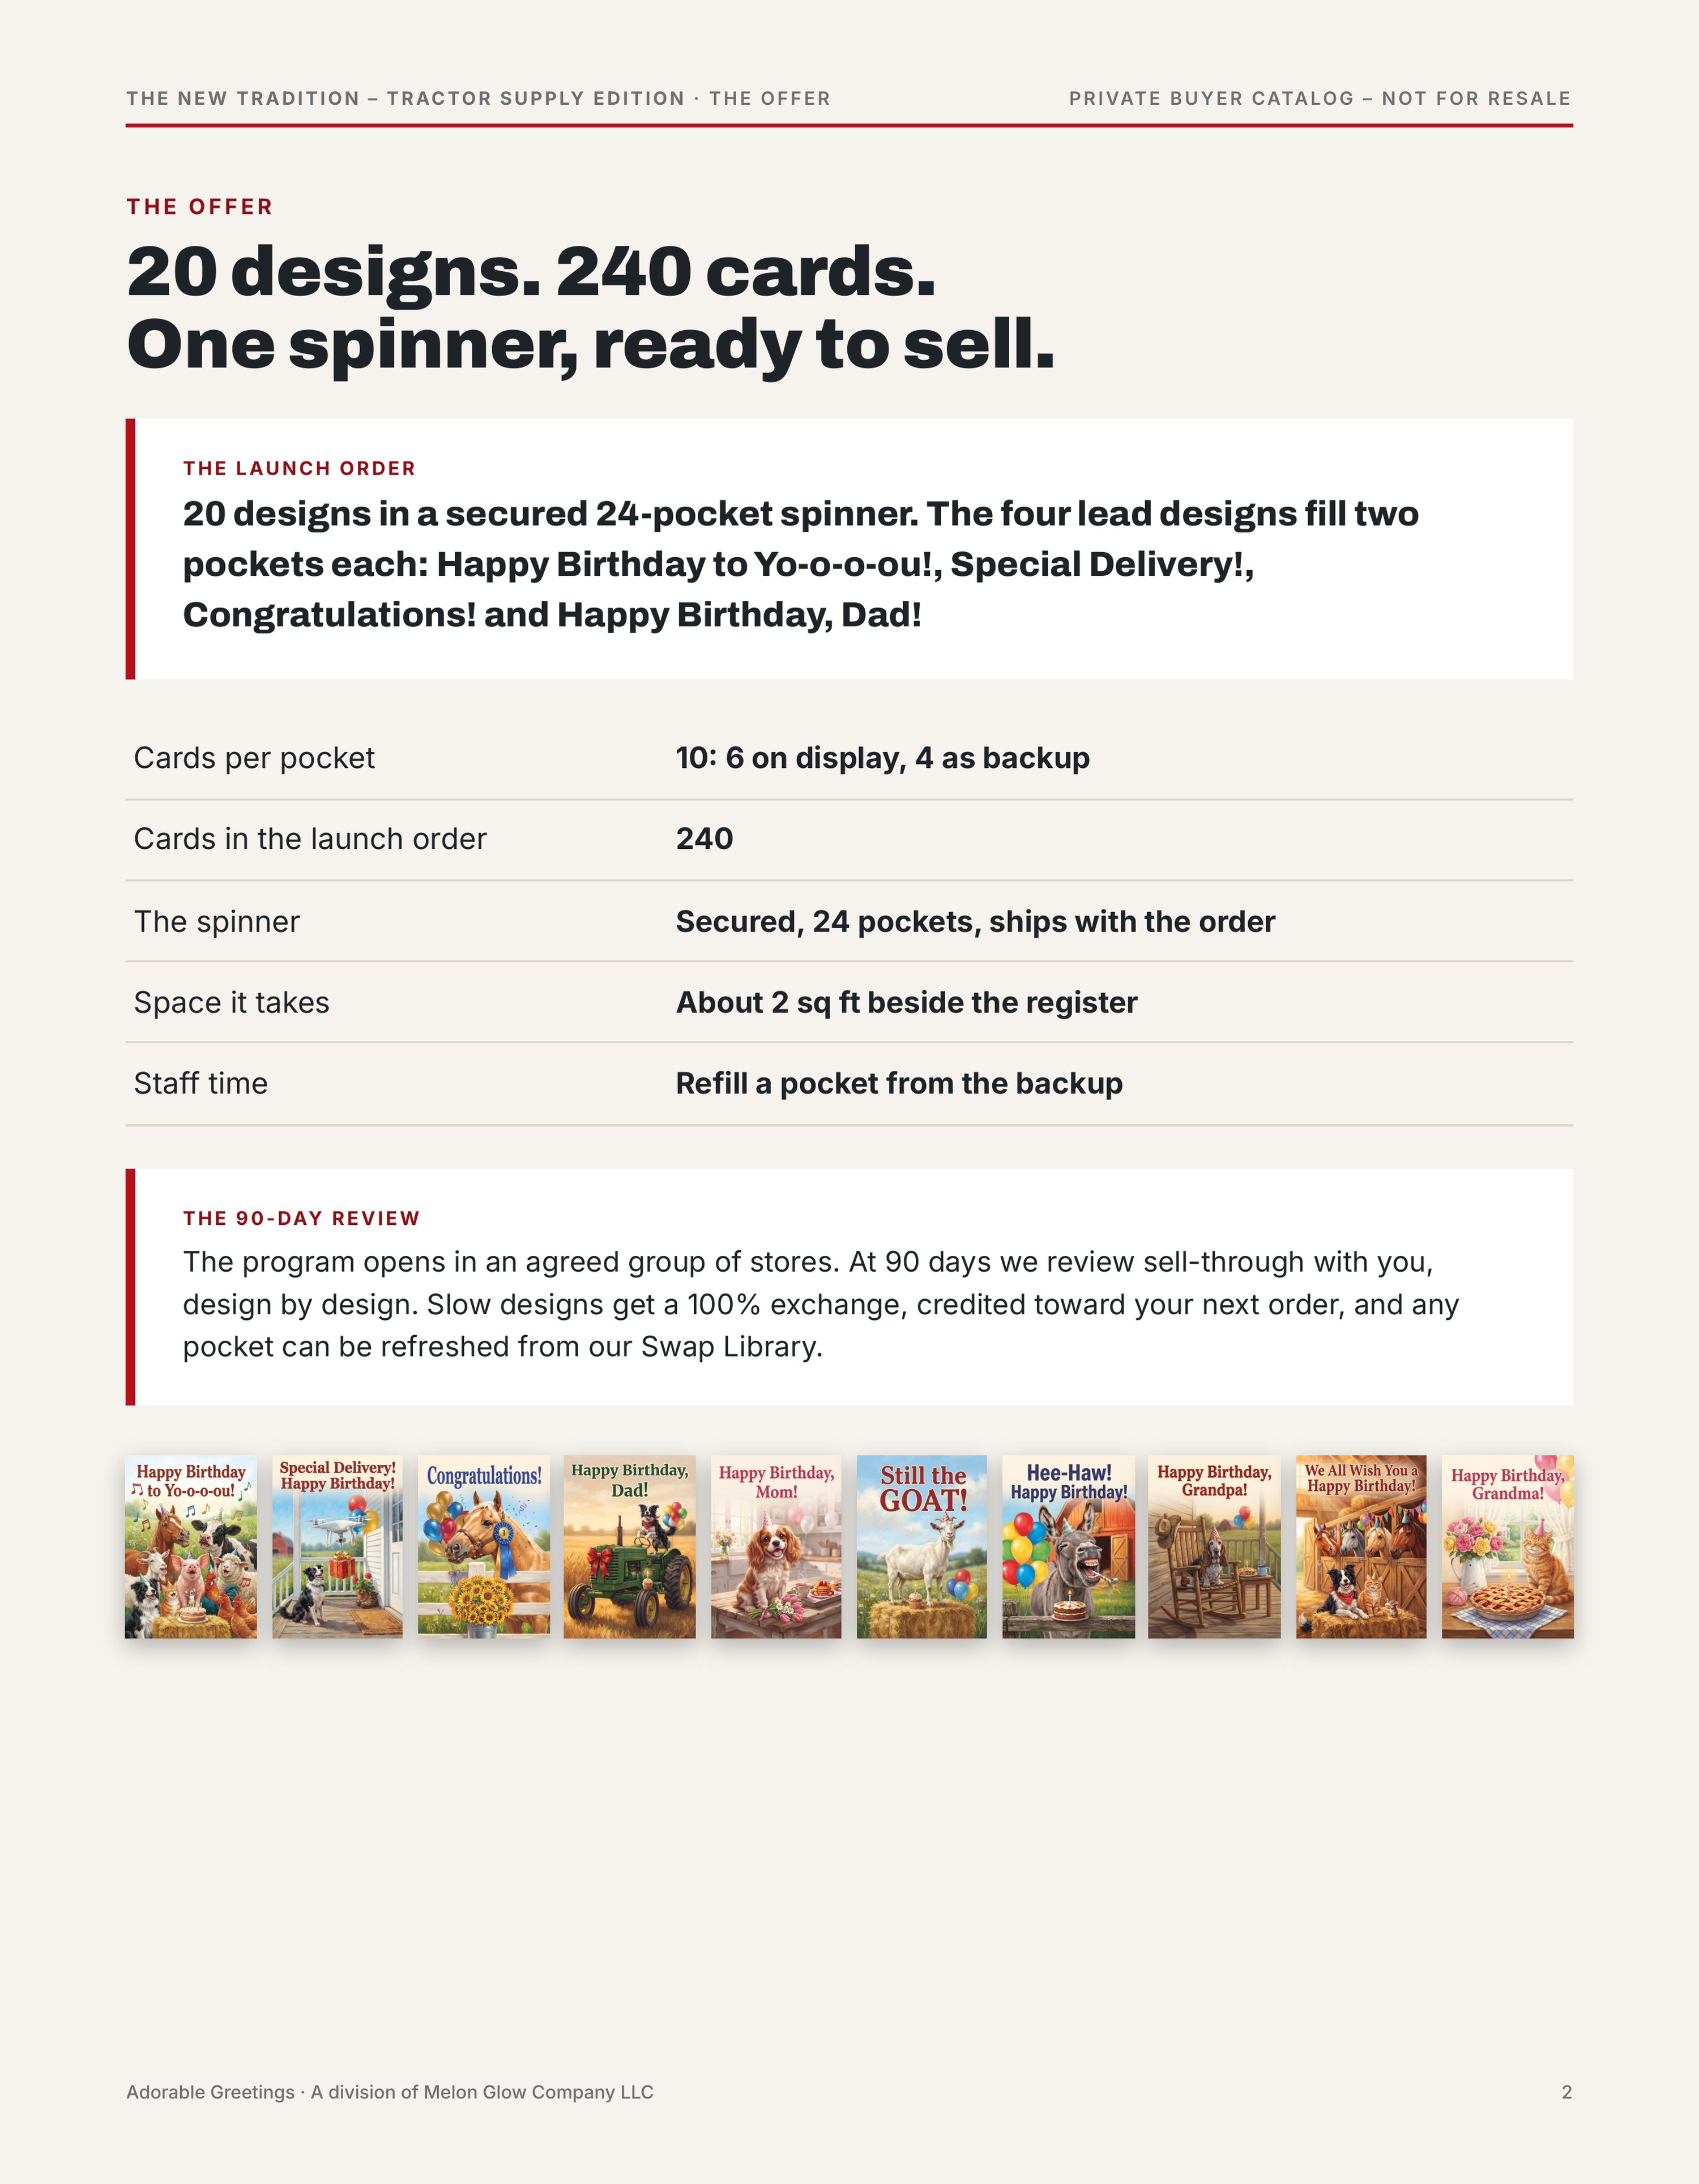 THE NEW TRADITION – TRACTOR SUPPLY EDITION · THE OFFER
PRIVATE BUYER CATALOG – NOT FOR RESALE
THE OFFER
20 designs. 240 cards.
One spinner, ready to sell.
THE LAUNCH ORDER
20 designs in a secured 24-pocket spinner. The four lead designs fill two
pockets each: Happy Birthday to Yo-o-o-ou!, Special Delivery!,
Congratulations! and Happy Birthday, Dad!
Cards per pocket
10: 6 on display, 4 as backup
Cards in the launch order
240
The spinner
Secured, 24 pockets, ships with the order
Space it takes
About 2 sq ft beside the register
Staff time
Refill a pocket from the backup
THE 90-DAY REVIEW
The program opens in an agreed group of stores. At 90 days we review sell-through with you,
design by design. Slow designs get a 100% exchange, credited toward your next order, and any
pocket can be refreshed from our Swap Library.
Happy Birthday
to Yo-o-o-ou!
Special Delivery!
Happy Birthday!
Congratulations!
Happy Birthday,
Dad!
Happy Birthday,
Mom!
Still the
GOAT!
Hee-Haw!
Happy Birthday!
Happy Birthday,
Grandpa!
We All Wish You a
Happy Birthday!
Happy Birthday,
Grandma!
Adorable Greetings · A division of Melon Glow Company LLC
2